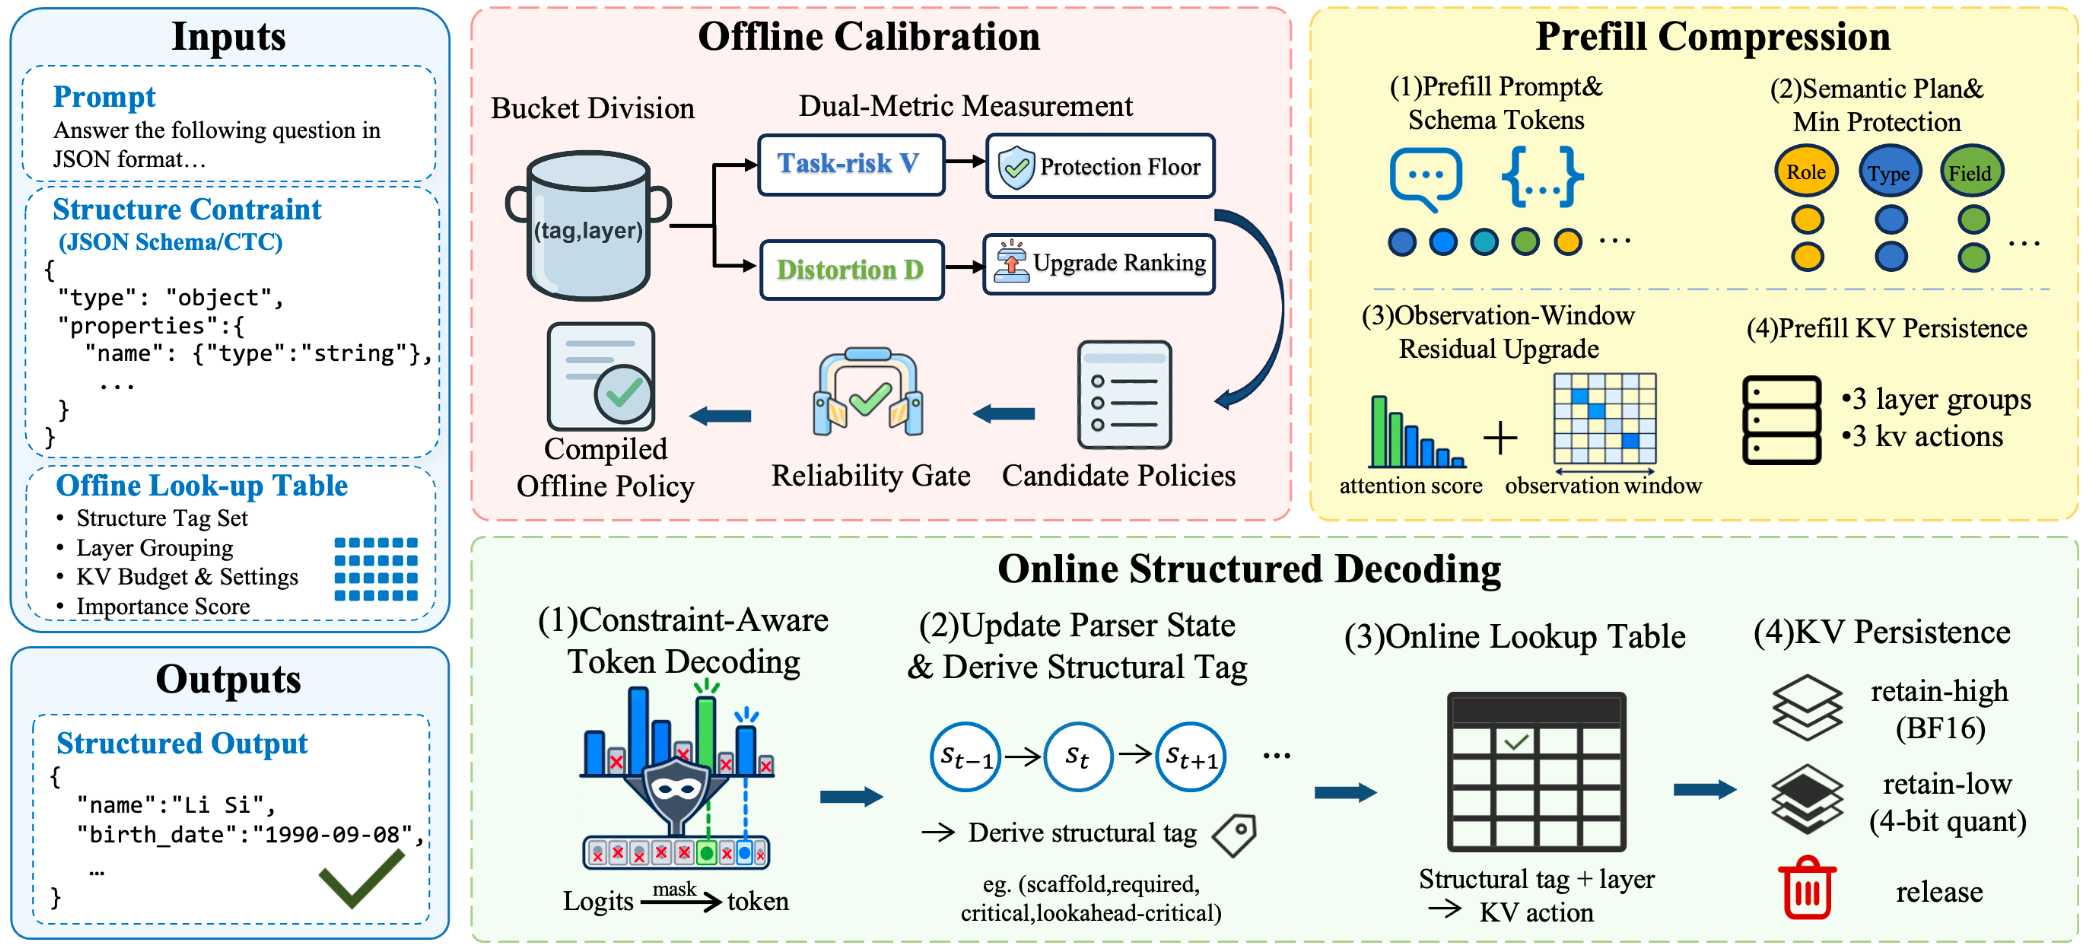 Inputs
Prompt
Answer the following question in
JSON format…
Structure Contraint
(JSON Schema/CTC)
{
"type": "object",
"properties":{
"name": {"type":"string"},
...
}
}
Offine Look-up Table
• Structure Tag Set
• Layer Grouping
• KV Budget & Settings
• Importance Score
Outputs
Structured Output
{
"name":"Li Si",
"birth_date":"1990-09-08",
…
}
Offline Calibration
Bucket Division
Dual-Metric Measurement
(tag,layer)
Task-risk V
Protection Floor
Distortion D
Upgrade Ranking
Compiled
Offline Policy
Reliability Gate
Candidate Policies
Prefill Compression
(1)Prefill Prompt&
Schema Tokens
{...}
...
(2)Semantic Plan&
Min Protection
Role
Type
Field
...
(3)Observation-Window
Residual Upgrade
+
attention score
observation window
(4)Prefill KV Persistence
•3 layer groups
•3 kv actions
Online Structured Decoding
(1)Constraint-Aware
Token Decoding
Logits mask → token
(2)Update Parser State
& Derive Structural Tag
s_{t−1} → s_t → s_{t+1} ...
→ Derive structural tag
eg. (scaffold,required,
critical,lookahead-critical)
(3)Online Lookup Table
Structural tag + layer
→ KV action
(4)KV Persistence
retain-high
(BF16)
retain-low
(4-bit quant)
release